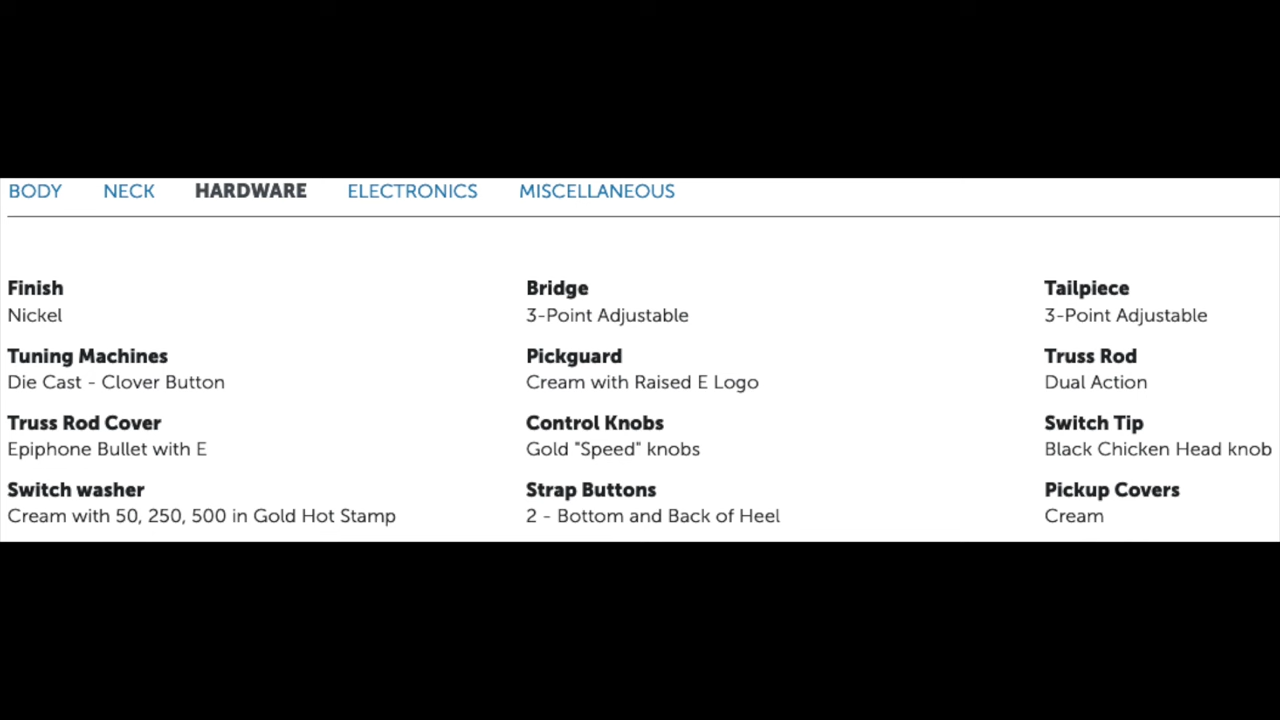 BODY NECK HARDWARE ELECTRONICS MISCELLANEOUS
Finish Bridge Tailpiece
Nickel 3-Point Adjustable 3-Point Adjustable
Tuning Machines Pickguard Truss Rod
Die Cast - Clover Button Cream with Raised E Logo Dual Action
Truss Rod Cover Control Knobs Switch Tip
Epiphone Bullet with E Gold "Speed" knobs Black Chicken Head knob
Switch washer Strap Buttons Pickup Covers
Cream with 50, 250, 500 in Gold Hot Stamp 2 - Bottom and Back of Heel Cream